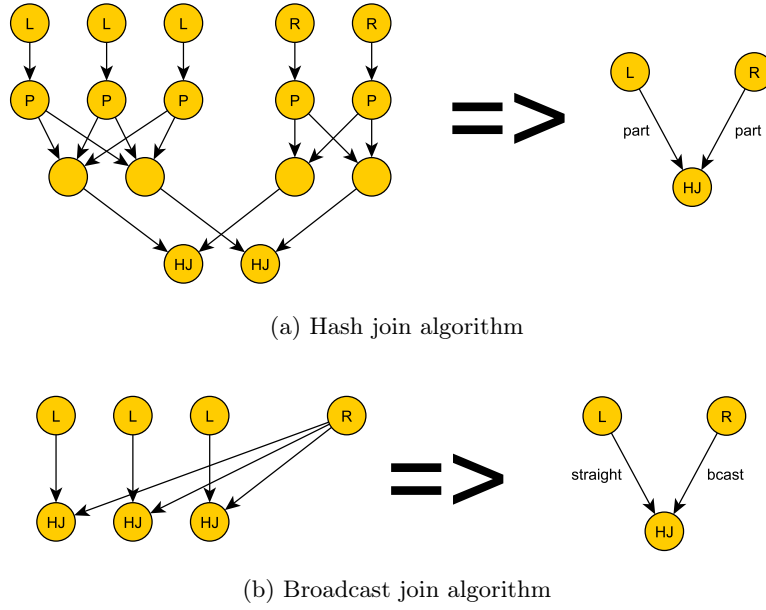 L L L R R
P P P P P
=>
L R
part part
HJ
HJ HJ
(a) Hash join algorithm
L L L R
HJ HJ HJ
=>
L R
straight bcast
HJ
(b) Broadcast join algorithm